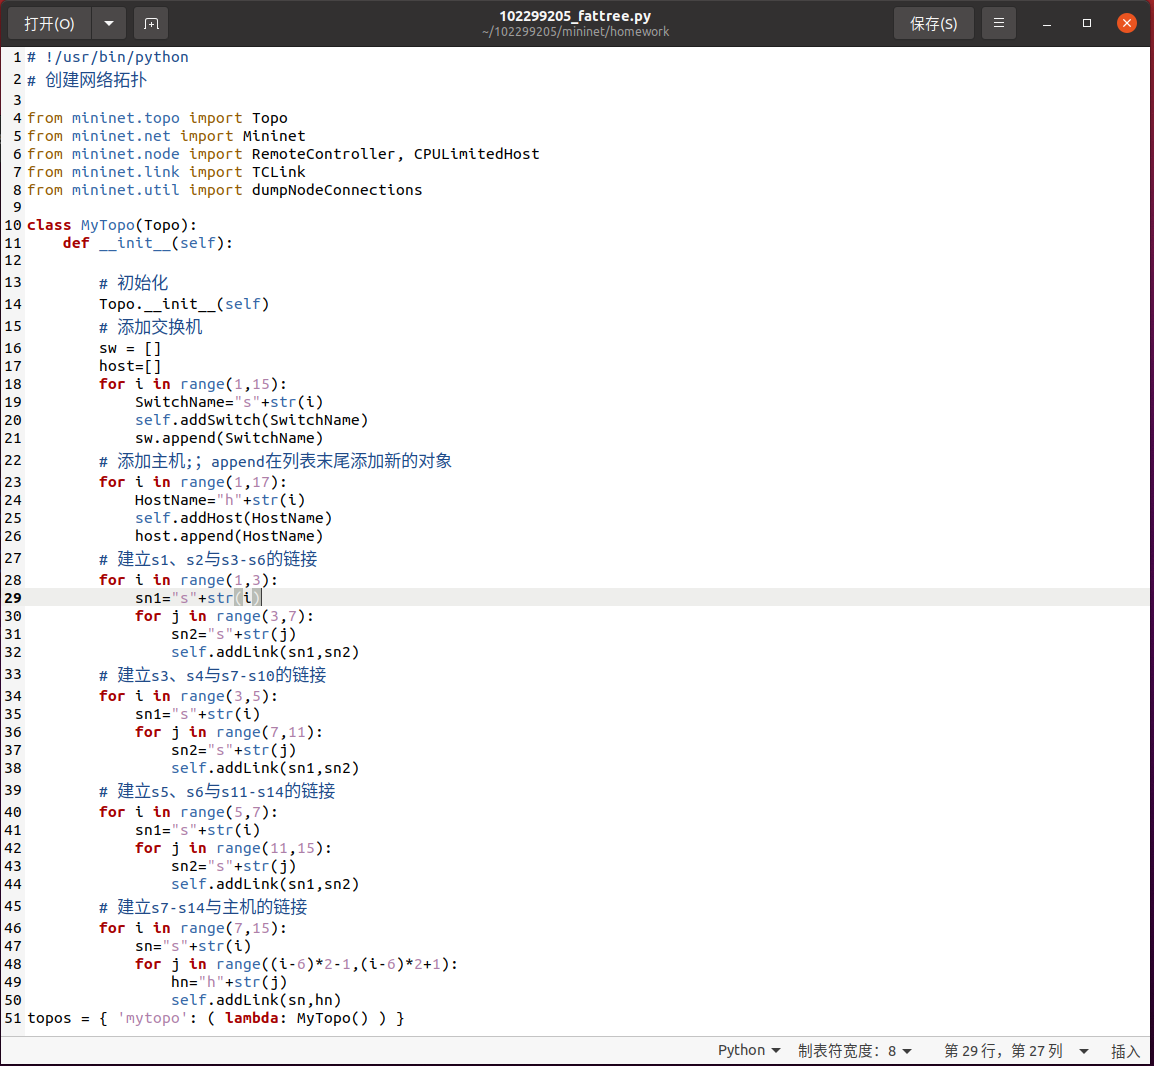 打开(O)
102299205_fattree.py
~/102299205/mininet/homework
保存(S)
1 # !/usr/bin/python
2 # 创建网络拓扑
3
4 from mininet.topo import Topo
5 from mininet.net import Mininet
6 from mininet.node import RemoteController, CPULimitedHost
7 from mininet.link import TCLink
8 from mininet.util import dumpNodeConnections
9
10 class MyTopo(Topo):
11     def __init__(self):
12
13         # 初始化
14         Topo.__init__(self)
15         # 添加交换机
16         sw = []
17         host=[]
18         for i in range(1,15):
19             SwitchName="s"+str(i)
20             self.addSwitch(SwitchName)
21             sw.append(SwitchName)
22         # 添加主机;；append在列表末尾添加新的对象
23         for i in range(1,17):
24             HostName="h"+str(i)
25             self.addHost(HostName)
26             host.append(HostName)
27         # 建立s1、s2与s3-s6的链接
28         for i in range(1,3):
29             sn1="s"+str(i)
30             for j in range(3,7):
31                 sn2="s"+str(j)
32                 self.addLink(sn1,sn2)
33         # 建立s3、s4与s7-s10的链接
34         for i in range(3,5):
35             sn1="s"+str(i)
36             for j in range(7,11):
37                 sn2="s"+str(j)
38                 self.addLink(sn1,sn2)
39         # 建立s5、s6与s11-s14的链接
40         for i in range(5,7):
41             sn1="s"+str(i)
42             for j in range(11,15):
43                 sn2="s"+str(j)
44                 self.addLink(sn1,sn2)
45         # 建立s7-s14与主机的链接
46         for i in range(7,15):
47             sn="s"+str(i)
48             for j in range((i-6)*2-1,(i-6)*2+1):
49                 hn="h"+str(j)
50                 self.addLink(sn,hn)
51 topos = { 'mytopo': ( lambda: MyTopo() ) }
Python 制表符宽度：8 第 29 行，第 27 列 插入